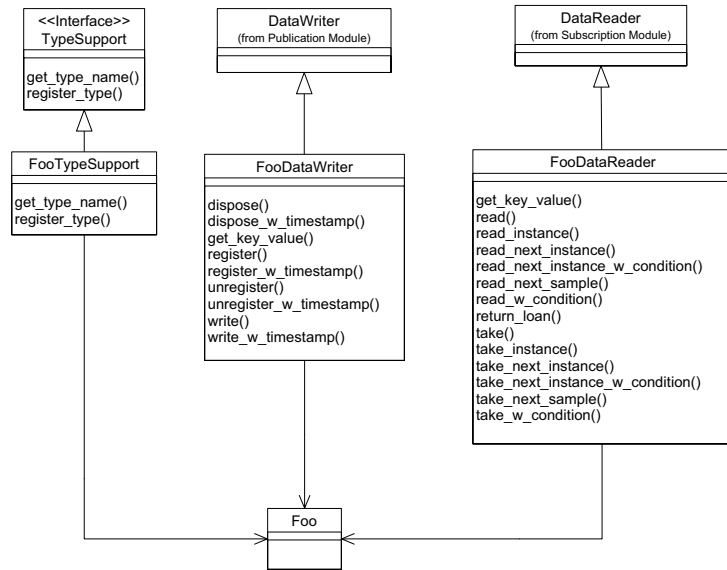 <<Interface>>
TypeSupport
get_type_name()
register_type()
DataWriter
(from Publication Module)
DataReader
(from Subscription Module)
FooTypeSupport
get_type_name()
register_type()
FooDataWriter
dispose()
dispose_w_timestamp()
get_key_value()
register()
register_w_timestamp()
unregister()
unregister_w_timestamp()
write()
write_w_timestamp()
FooDataReader
get_key_value()
read()
read_instance()
read_next_instance()
read_next_instance_w_condition()
read_next_sample()
read_w_condition()
return_loan()
take()
take_instance()
take_next_instance()
take_next_instance_w_condition()
take_next_sample()
take_w_condition()
Foo